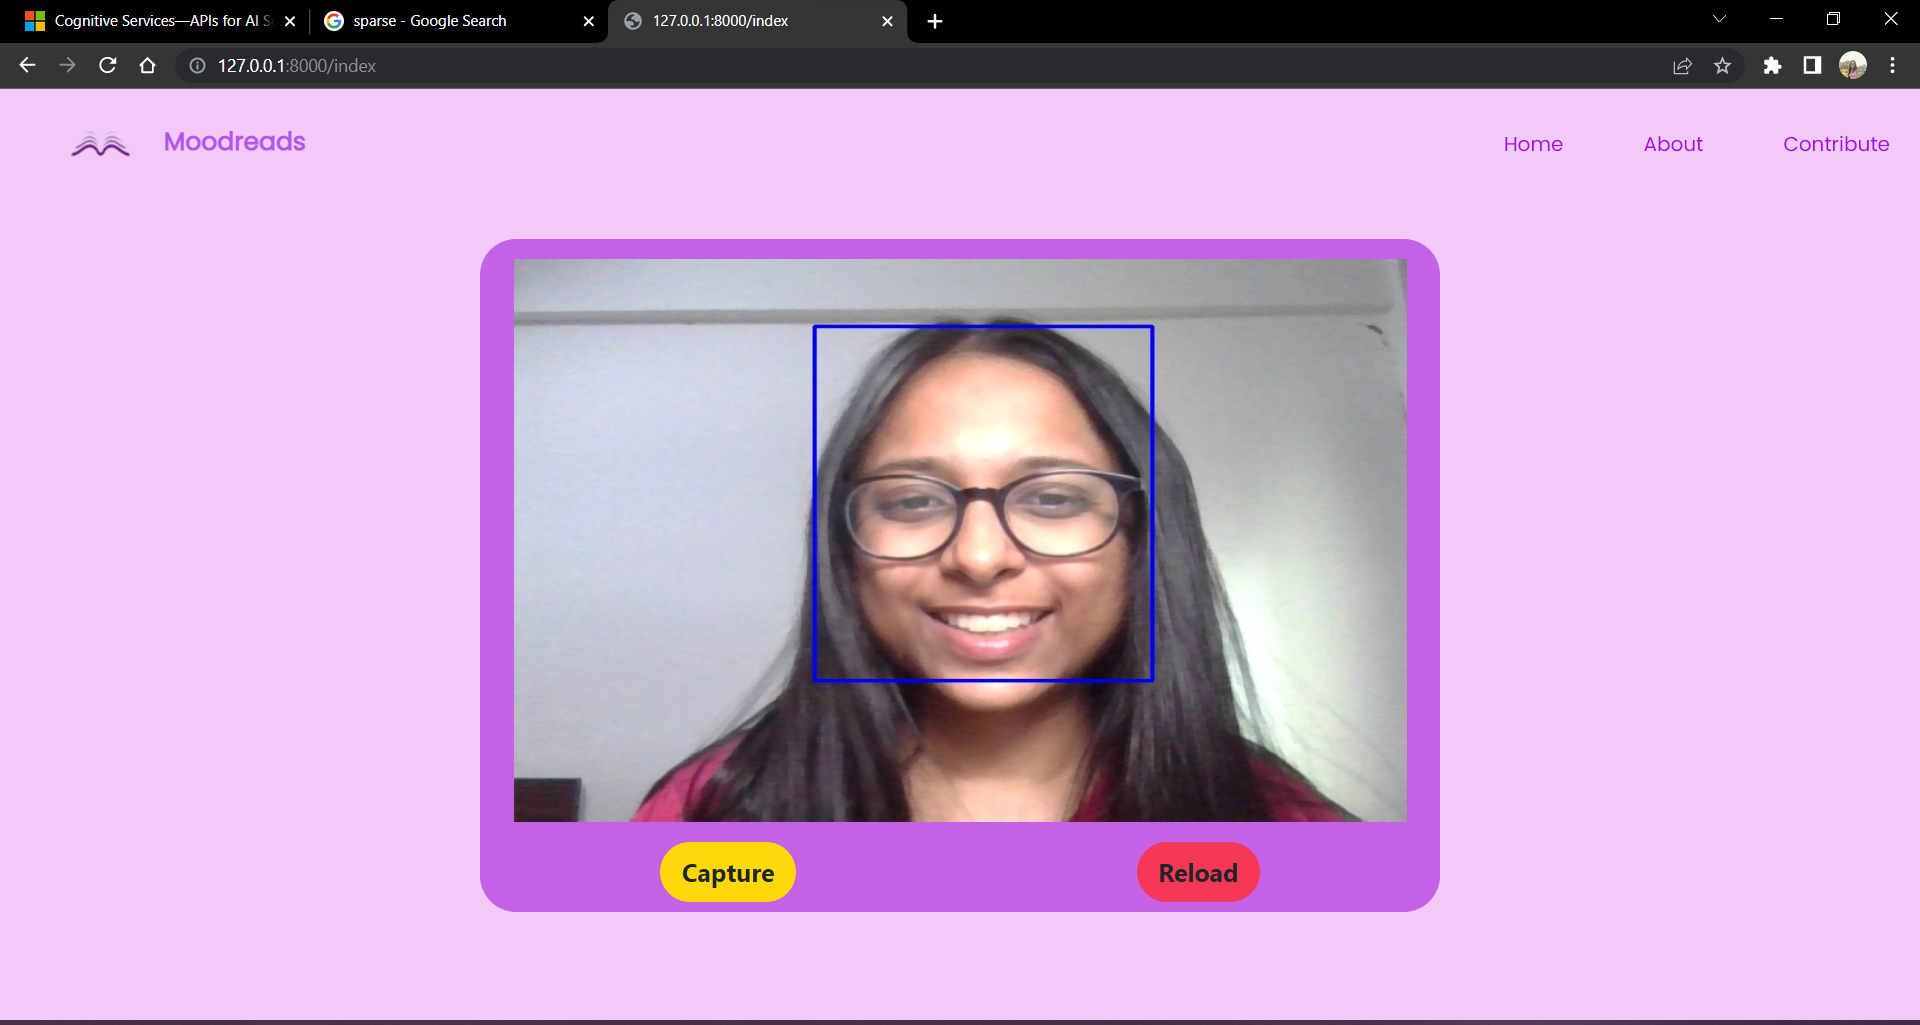 Cognitive Services—APIs for AI S
sparse - Google Search
127.0.0.1:8000/index
127.0.0.1:8000/index
Moodreads
Home
About
Contribute
Capture
Reload